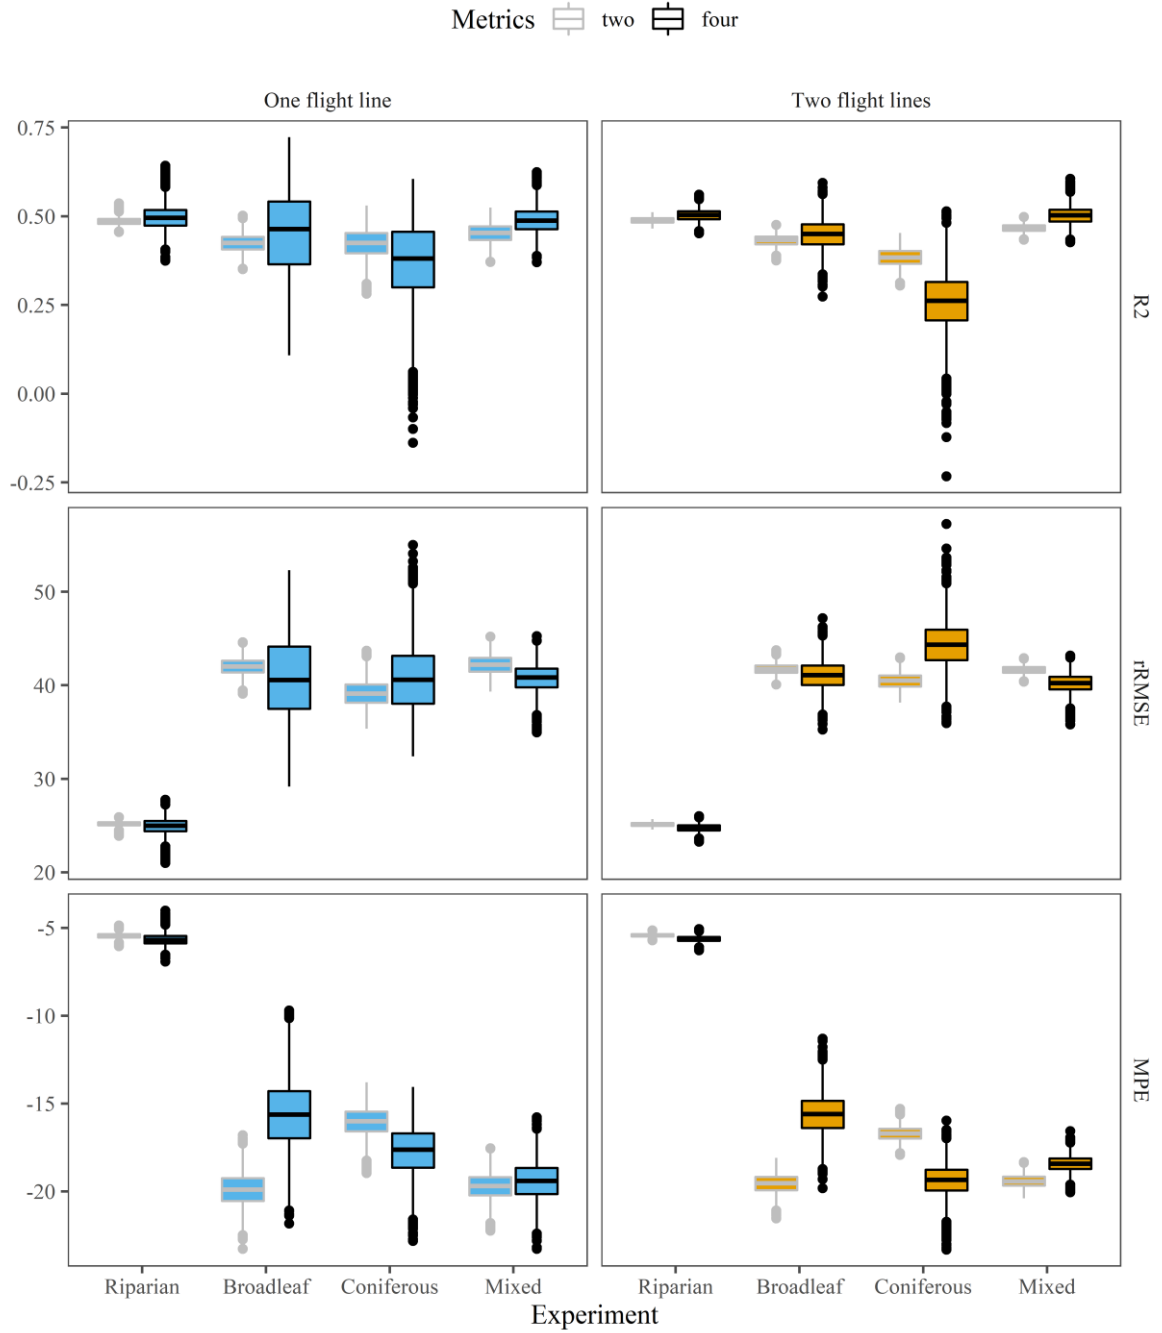 Metrics two four
One flight line Two flight lines
0.75
0.50
0.25
0.00
-0.25
R2
50
40
30
20
rRMSE
-5
-10
-15
-20
MPE
Riparian Broadleaf Coniferous Mixed Riparian Broadleaf Coniferous Mixed
Experiment